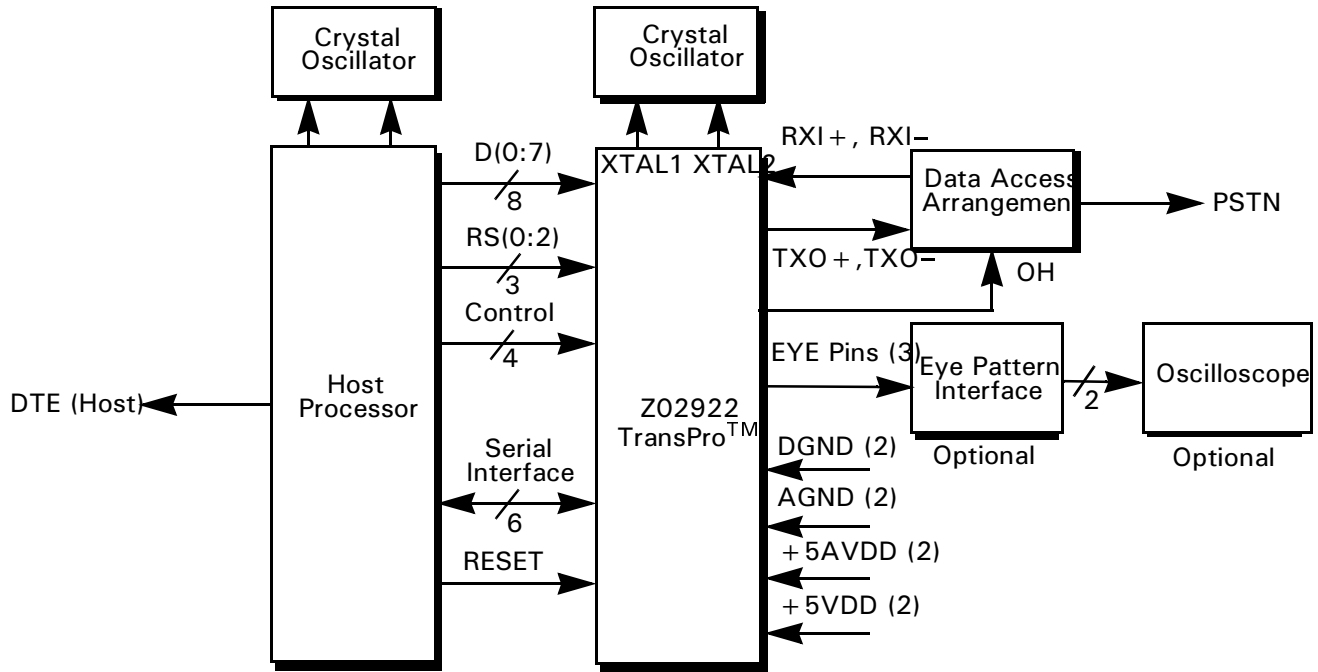 Crystal
Oscillator
Crystal
Oscillator
D(0:7)
8
RS(0:2)
3
Control
4
Serial
Interface
6
RESET
DTE (Host)
Host
Processor
XTAL1 XTAL2
Z02922
TransPro™
RXI+, RXI–
TXO+,TXO–
Data Access
Arrangement
PSTN
OH
EYE Pins (3)
Eye Pattern
Interface
Optional
2
Oscilloscope
Optional
DGND (2)
AGND (2)
+5AVDD (2)
+5VDD (2)